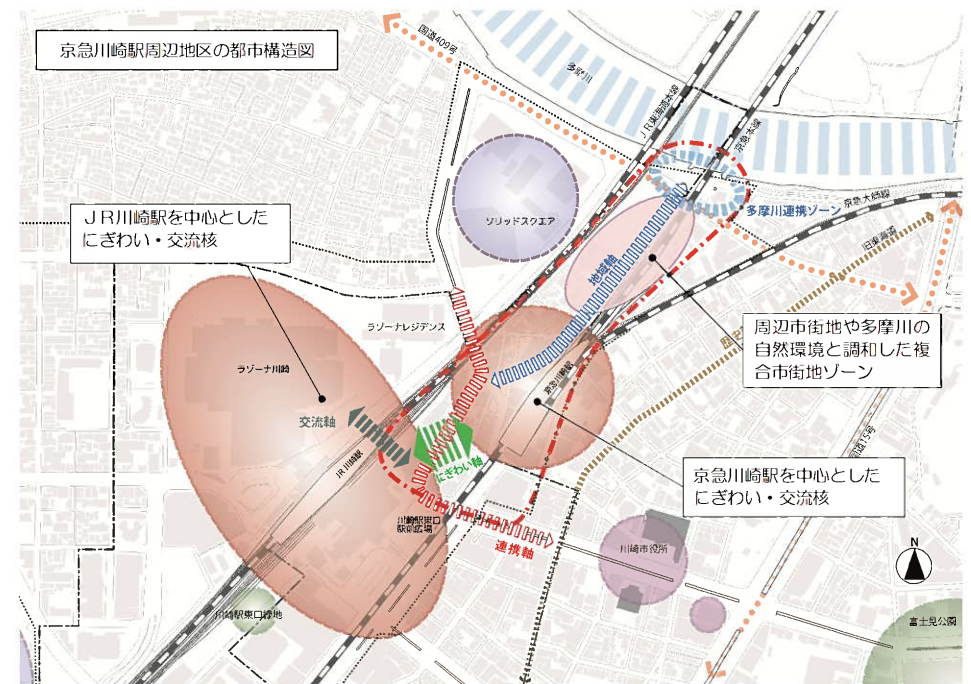 京急川崎駅周辺地区の都市構造図
国道409号
多摩川
JR東海道本線
京急本線
京急大師線
旧東海道
ソリッドスクエア
多摩川連携ゾーン
地域軸
JR川崎駅を中心とした
にぎわい・交流核
ラゾーナレジデンス
ラゾーナ川崎
周辺市街地や多摩川の
自然環境と調和した複
合市街地ゾーン
京急川崎駅
交流軸
JR川崎駅
にぎわい軸
国道15号
京急川崎駅を中心とした
にぎわい・交流核
川崎駅東口
駅前広場
連携軸
川崎市役所
N
川崎駅東口緑地
富士見公園